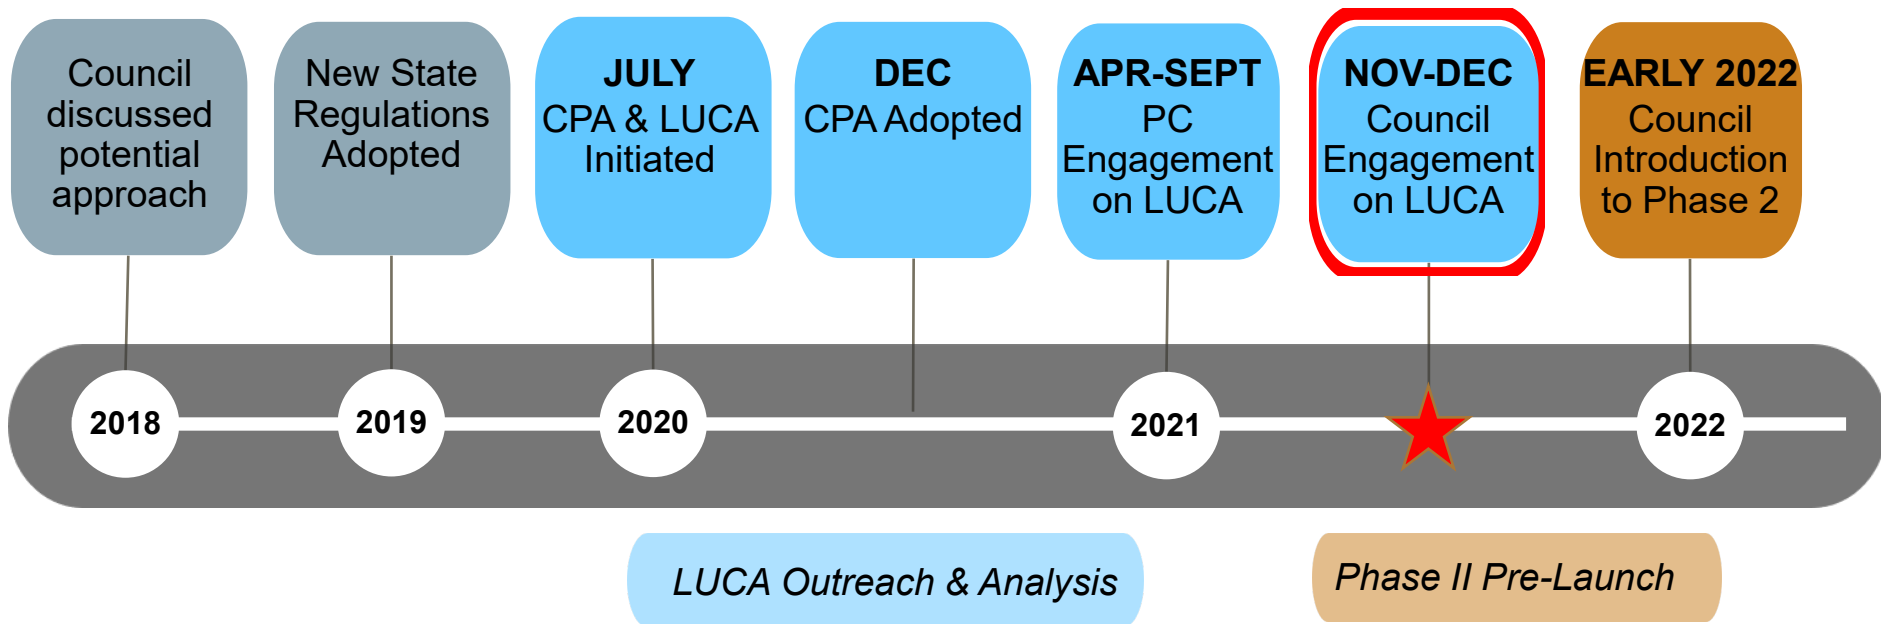 Council
discussed
potential
approach
New State
Regulations
Adopted
JULY
CPA & LUCA
Initiated
DEC
CPA Adopted
APR-SEPT
PC
Engagement
on LUCA
NOV-DEC
Council
Engagement
on LUCA
EARLY 2022
Council
Introduction
to Phase 2
2018
2019
2020
2021
2022
LUCA Outreach & Analysis
Phase II Pre-Launch